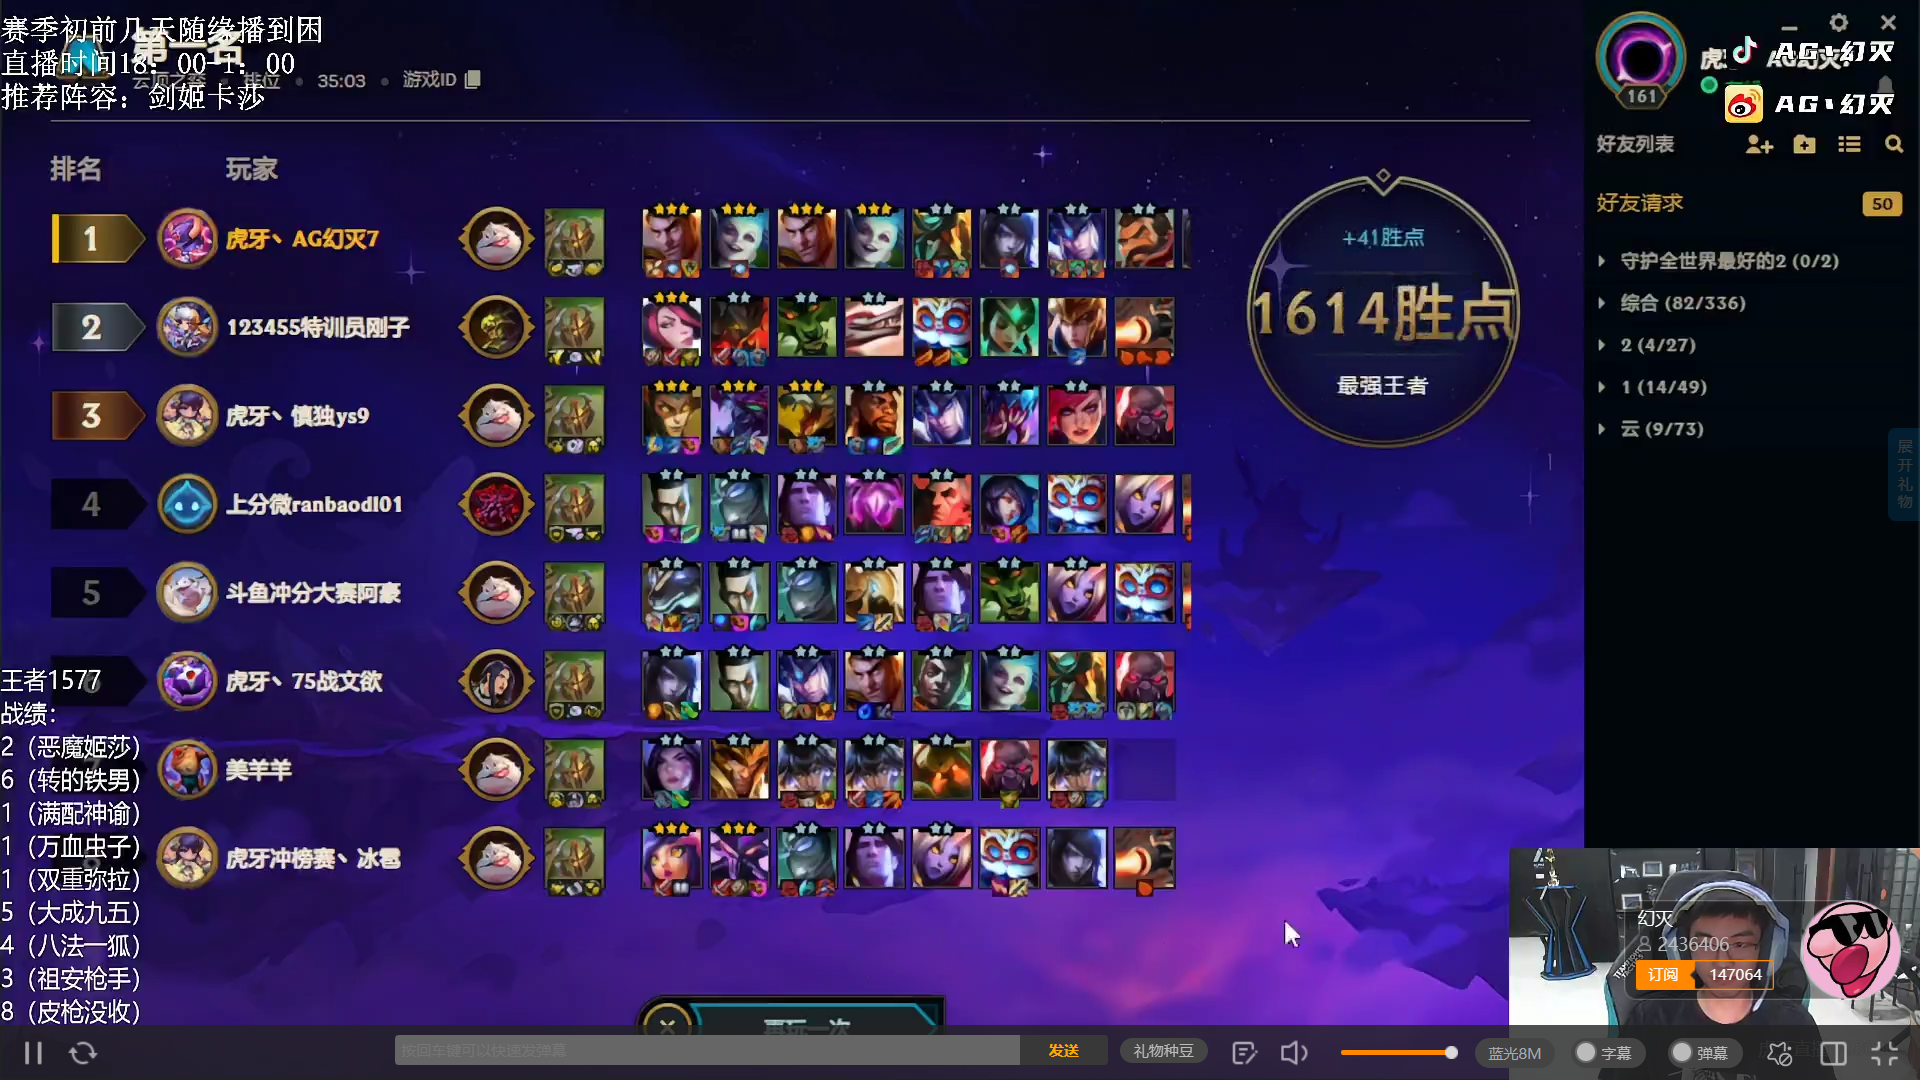 赛季初前几天随缘播到困
第一名
直播时间18：00-1：00
云顶之弈 • 排位 • 35:03 • 游戏ID
推荐阵容：剑姬卡莎
161
AG丶幻灭
AG丶幻灭
好友列表
好友请求
50
守护全世界最好的2 (0/2)
综合 (82/336)
2 (4/27)
1 (14/49)
云 (9/73)
展开礼物
排名
玩家
1
虎牙丶AG幻灭7
2
123455特训员刚子
3
虎牙丶慎独ys9
4
上分微ranbaodl01
5
斗鱼冲分大赛阿豪
虎牙丶75战文欲
美羊羊
虎牙冲榜赛丶冰雹
+41胜点
1614胜点
最强王者
王者1577
战绩：
2（恶魔姬莎）
6（转的铁男）
1（满配神谕）
1（万血虫子）
1（双重弥拉）
5（大成九五）
4（八法一狐）
3（祖安枪手）
8（皮枪没收）
再玩一次
幻灭
2436406
订阅
147064
按回车键可以快速发弹幕
发送
礼物种豆
蓝光8M
字幕
弹幕